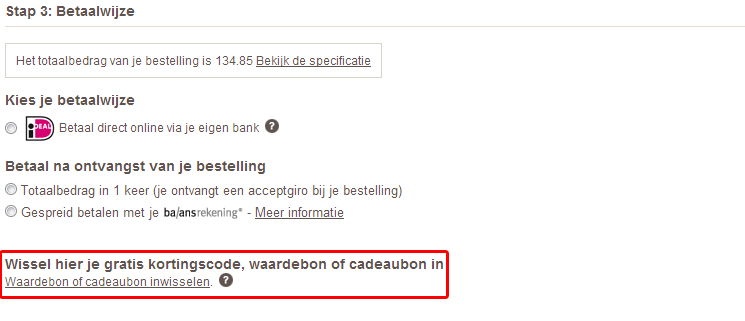 Stap 3: Betaalwijze
Het totaalbedrag van je bestelling is 134.85 Bekijk de specificatie
Kies je betaalwijze
iDEAL Betaal direct online via je eigen bank ?
Betaal na ontvangst van je bestelling
Totaalbedrag in 1 keer (je ontvangt een acceptgiro bij je bestelling)
Gespreid betalen met je ba/ansrekening® - Meer informatie
Wissel hier je gratis kortingscode, waardebon of cadeaubon in
Waardebon of cadeaubon inwisselen. ?